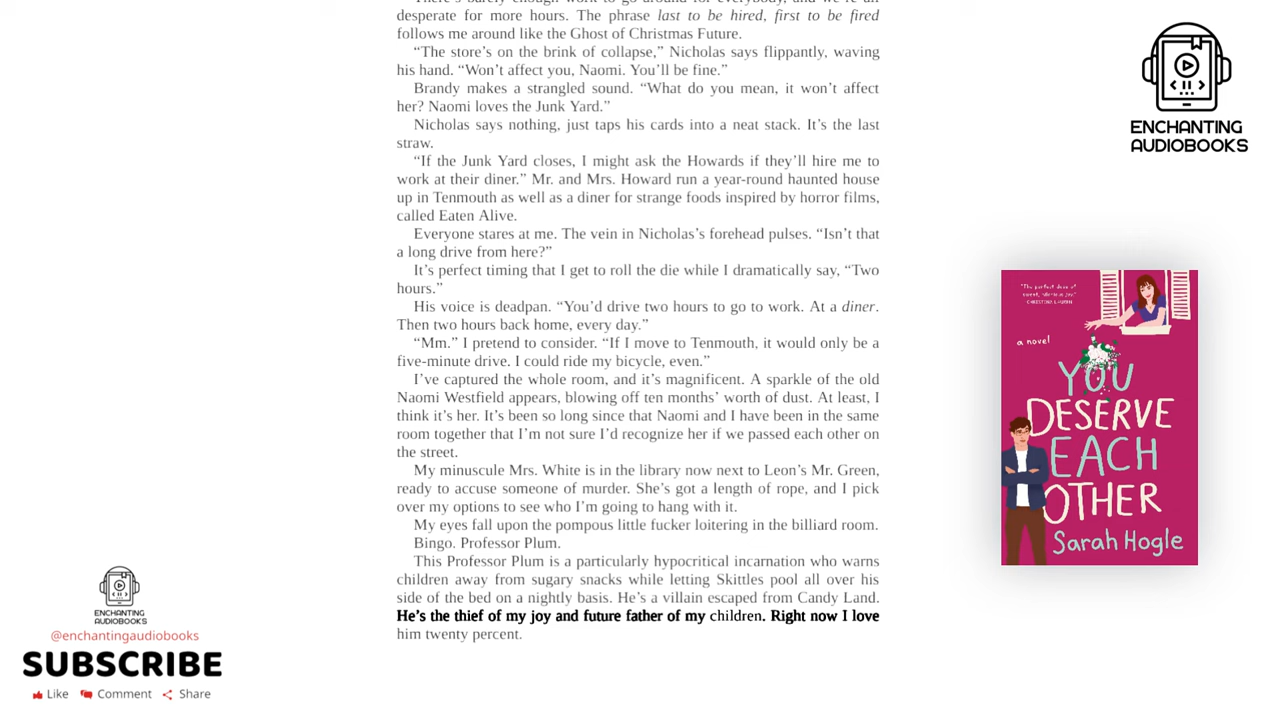 There's barely enough work to go around for everybody, and we're all
desperate for more hours. The phrase last to be hired, first to be fired
follows me around like the Ghost of Christmas Future.
“The store's on the brink of collapse,” Nicholas says flippantly, waving
his hand. “Won't affect you, Naomi. You'll be fine.”
Brandy makes a strangled sound. “What do you mean, it won't affect
her? Naomi loves the Junk Yard.”
Nicholas says nothing, just taps his cards into a neat stack. It's the last
straw.
“If the Junk Yard closes, I might ask the Howards if they'll hire me to
work at their diner.” Mr. and Mrs. Howard run a year-round haunted house
up in Tenmouth as well as a diner for strange foods inspired by horror films,
called Eaten Alive.
Everyone stares at me. The vein in Nicholas's forehead pulses. “Isn't that
a long drive from here?”
It's perfect timing that I get to roll the die while I dramatically say, “Two
hours.”
His voice is deadpan. “You'd drive two hours to go to work. At a diner.
Then two hours back home, every day.”
“Mm.” I pretend to consider. “If I move to Tenmouth, it would only be a
five-minute drive. I could ride my bicycle, even.”
I've captured the whole room, and it's magnificent. A sparkle of the old
Naomi Westfield appears, blowing off ten months' worth of dust. At least, I
think it's her. It's been so long since that Naomi and I have been in the same
room together that I'm not sure I'd recognize her if we passed each other on
the street.
My minuscule Mrs. White is in the library now next to Leon's Mr. Green,
ready to accuse someone of murder. She's got a length of rope, and I pick
over my options to see who I'm going to hang with it.
My eyes fall upon the pompous little fucker loitering in the billiard room.
Bingo. Professor Plum.
This Professor Plum is a particularly hypocritical incarnation who warns
children away from sugary snacks while letting Skittles pool all over his
side of the bed on a nightly basis. He's a villain escaped from Candy Land.
He's the thief of my joy and future father of my children. Right now I love
him twenty percent.
ENCHANTING
AUDIOBOOKS
a novel
YOU
DESERVE
EACH
OTHER
Sarah Hogle
ENCHANTING
AUDIOBOOKS
@enchantingaudiobooks
SUBSCRIBE
Like Comment Share